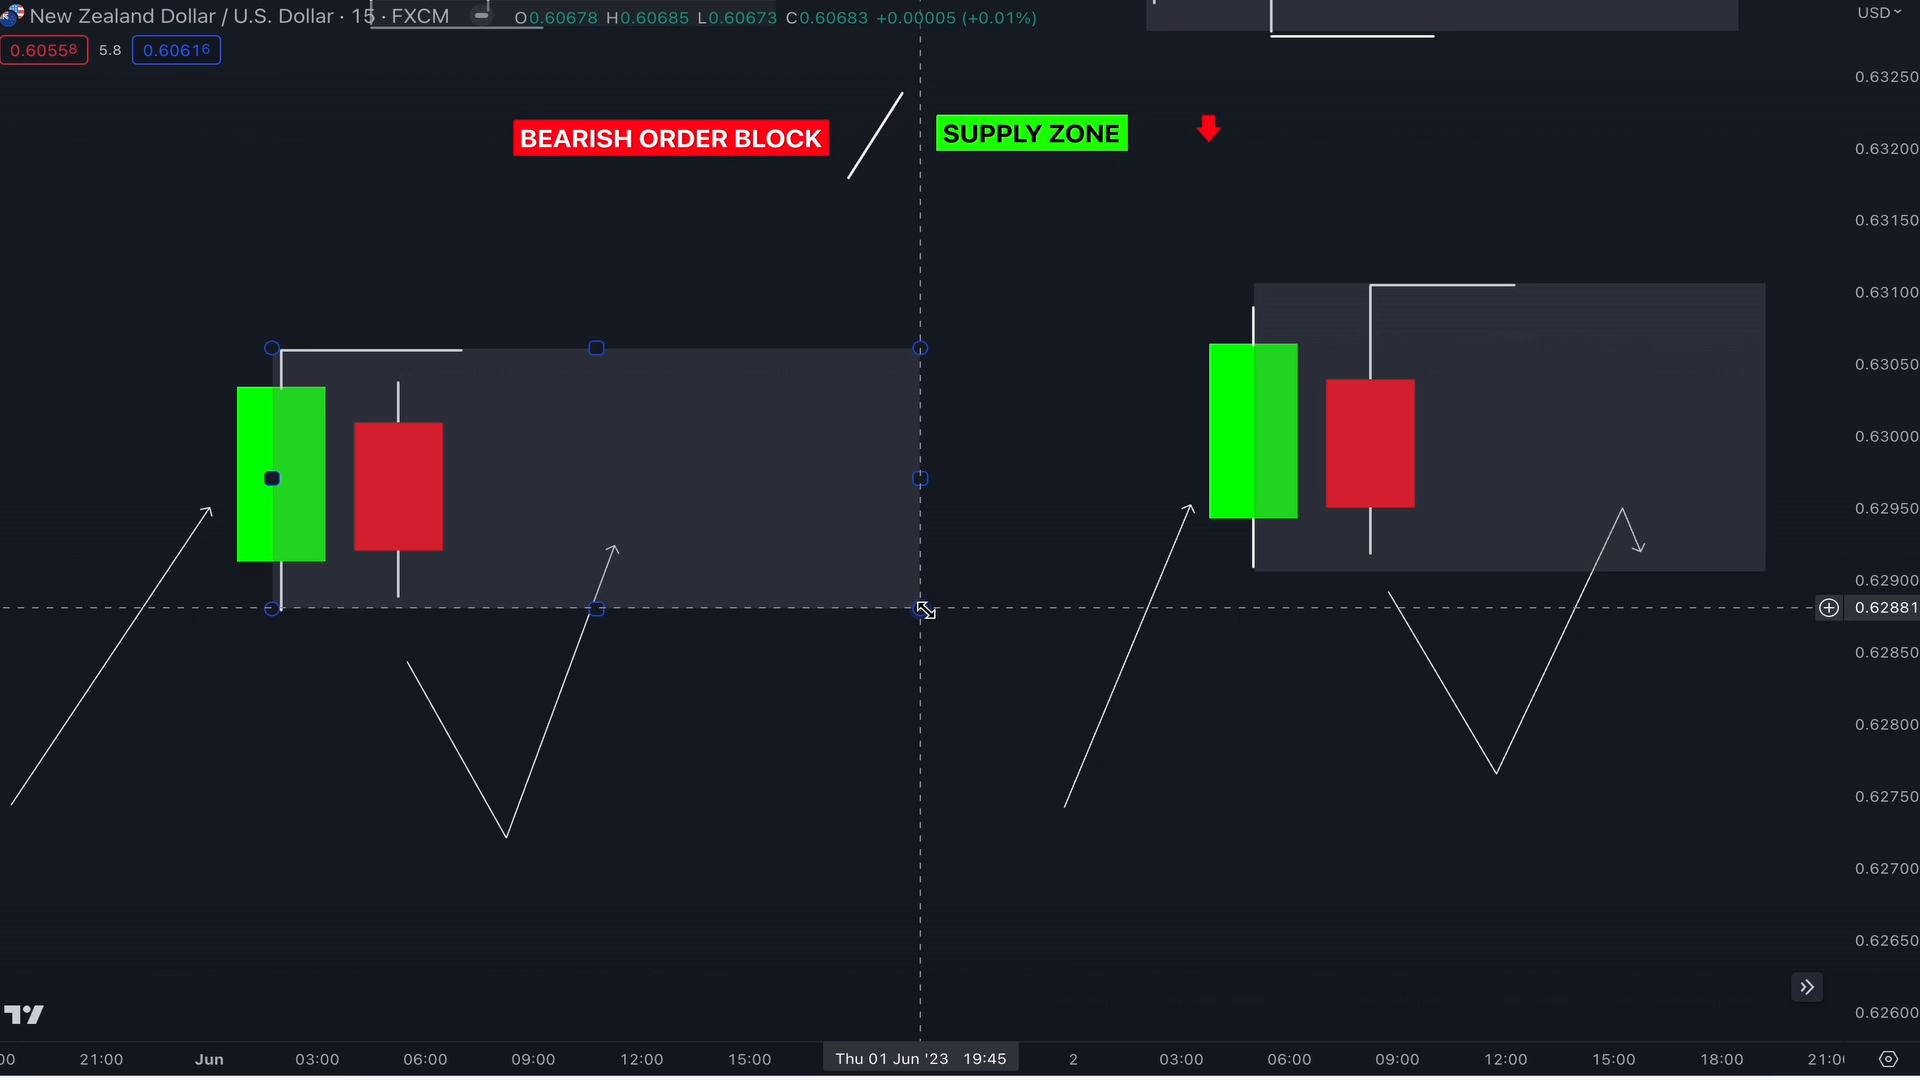 New Zealand Dollar / U.S. Dollar · 15 · FXCM O0.60678 H0.60685 L0.60673 C0.60683 +0.00005 (+0.01%)
USD
0.60558 5.8 0.60616
0.63250
BEARISH ORDER BLOCK
SUPPLY ZONE
0.63200
0.63150
0.63100
0.63050
0.63000
0.62950
0.62900
0.62881
0.62850
0.62800
0.62750
0.62700
0.62650
0.62600
21:00 Jun 03:00 06:00 09:00 12:00 15:00 Thu 01 Jun '23 19:45 2 03:00 06:00 09:00 12:00 15:00 18:00